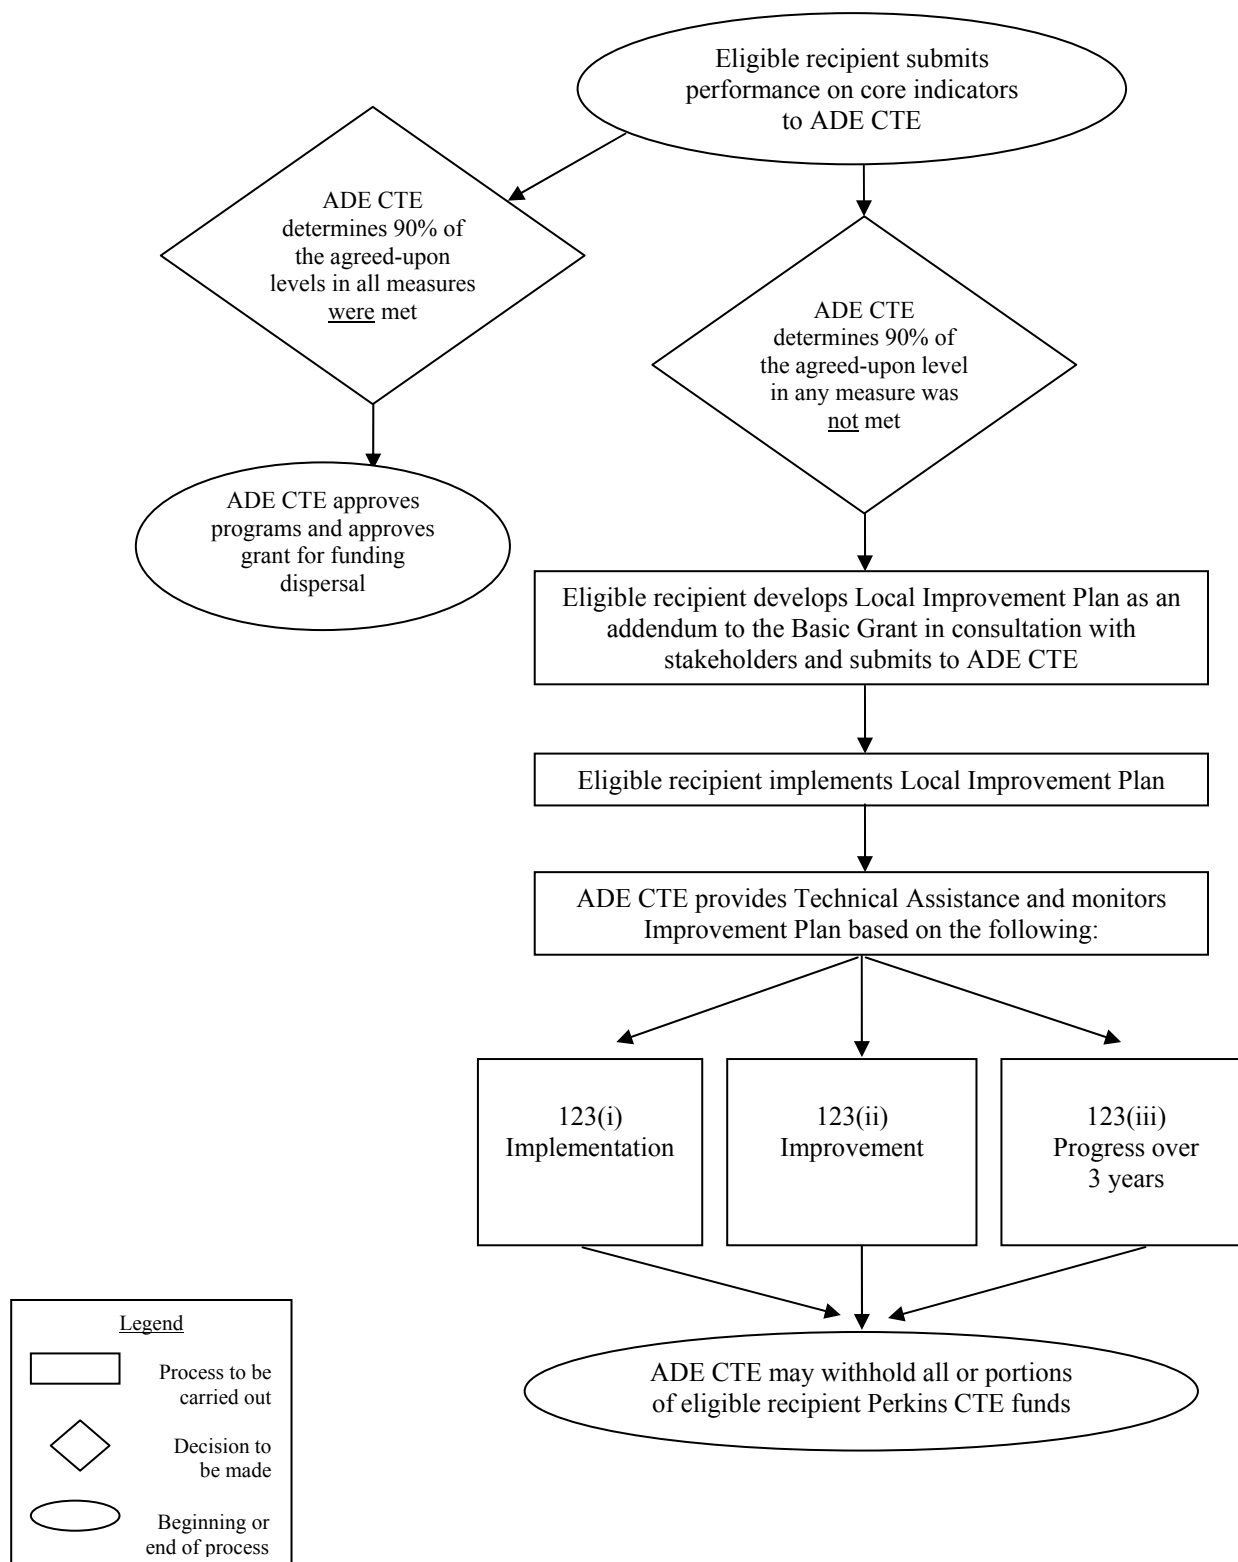 Eligible recipient submits
performance on core indicators
to ADE CTE
ADE CTE
determines 90% of
the agreed-upon
levels in all measures
were met
ADE CTE
determines 90% of
the agreed-upon level
in any measure was
not met
ADE CTE approves
programs and approves
grant for funding
dispersal
Eligible recipient develops Local Improvement Plan as an
addendum to the Basic Grant in consultation with
stakeholders and submits to ADE CTE
Eligible recipient implements Local Improvement Plan
ADE CTE provides Technical Assistance and monitors
Improvement Plan based on the following:
123(i)
Implementation
123(ii)
Improvement
123(iii)
Progress over
3 years
ADE CTE may withhold all or portions
of eligible recipient Perkins CTE funds
Legend
Process to be
carried out
Decision to
be made
Beginning or
end of process